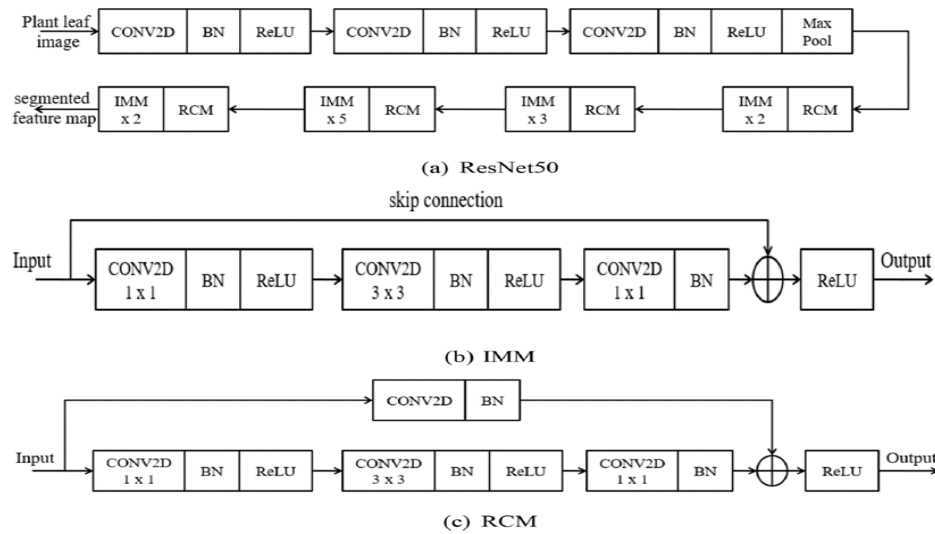 Plant leaf
image
CONV2D BN ReLU CONV2D BN ReLU CONV2D BN ReLU Max
Pool
segmented
feature map
IMM
x 2
RCM
IMM
x 5
RCM
IMM
x 3
RCM
IMM
x 2
RCM
(a) ResNet50
skip connection
Input
CONV2D
1 x 1
BN
ReLU
CONV2D
3 x 3
BN
ReLU
CONV2D
1 x 1
BN
ReLU
Output
(b) IMM
CONV2D BN
Input
CONV2D
1 x 1
BN
ReLU
CONV2D
3 x 3
BN
ReLU
CONV2D
1 x 1
BN
ReLU
Output
(c) RCM